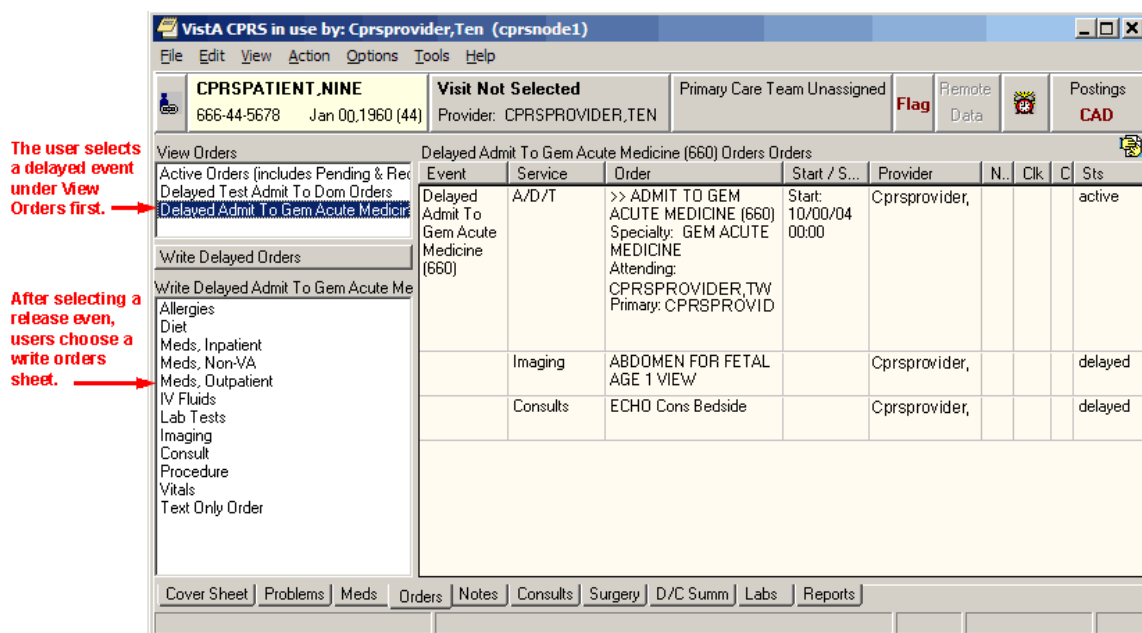 VistA CPRS in use by: Cprsprovider,Ten (cprsnode1)
File Edit View Action Options Tools Help
CPRSPATIENT,NINE
666-44-5678 Jan 00,1960 (44)
Visit Not Selected
Provider: CPRSPROVIDER,TEN
Primary Care Team Unassigned
Flag
Remote
Data
Postings
CAD
The user selects
a delayed event
under View
Orders first.
View Orders
Active Orders (includes Pending & Rec
Delayed Test Admit To Dom Orders
Delayed Admit To Gem Acute Medicin
Write Delayed Orders
After selecting a
release even,
users choose a
write orders
sheet.
Write Delayed Admit To Gem Acute Me
Allergies
Diet
Meds, Inpatient
Meds, Non-VA
Meds, Outpatient
IV Fluids
Lab Tests
Imaging
Consult
Procedure
Vitals
Text Only Order
Delayed Admit To Gem Acute Medicine (660) Orders Orders
Event Service Order Start / S... Provider N.. Clk C Sts
Delayed
Admit To
Gem Acute
Medicine
(660)
A/D/T
>> ADMIT TO GEM
ACUTE MEDICINE (660)
Specialty: GEM ACUTE
MEDICINE
Attending:
CPRSPROVIDER,TW
Primary: CPRSPROVID
Start:
10/00/04
00:00
Cprsprovider,
active
Imaging
ABDOMEN FOR FETAL
AGE 1 VIEW
Cprsprovider,
delayed
Consults
ECHO Cons Bedside
Cprsprovider,
delayed
Cover Sheet Problems Meds Orders Notes Consults Surgery D/C Summ Labs Reports